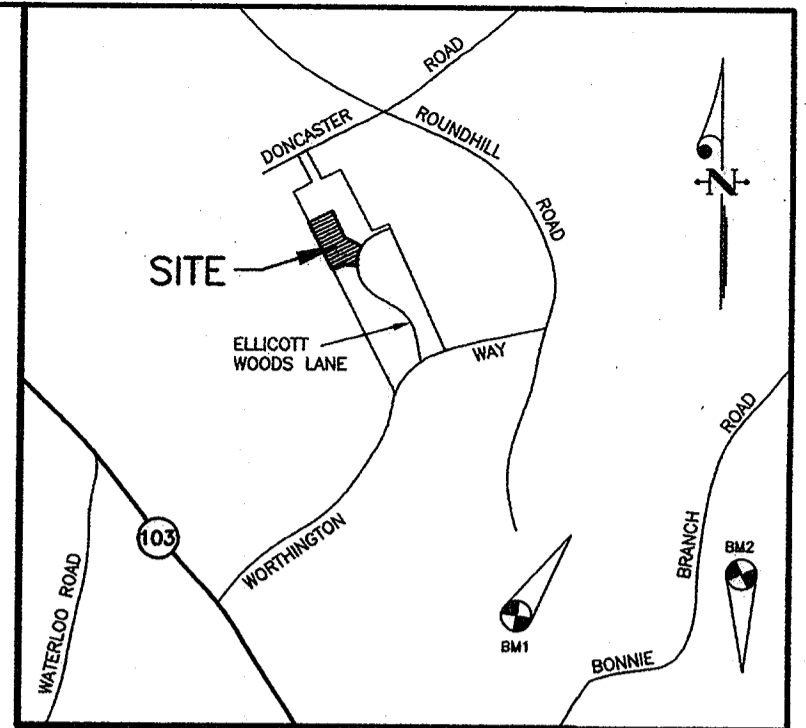 ROAD
DONCASTER
ROUNDHILL
N
ROAD
SITE
ELLICOTT
WOODS LANE
WAY
ROAD
103
WORTHINGTON
WATERLOO ROAD
BRANCH
BM2
BM1
BONNIE